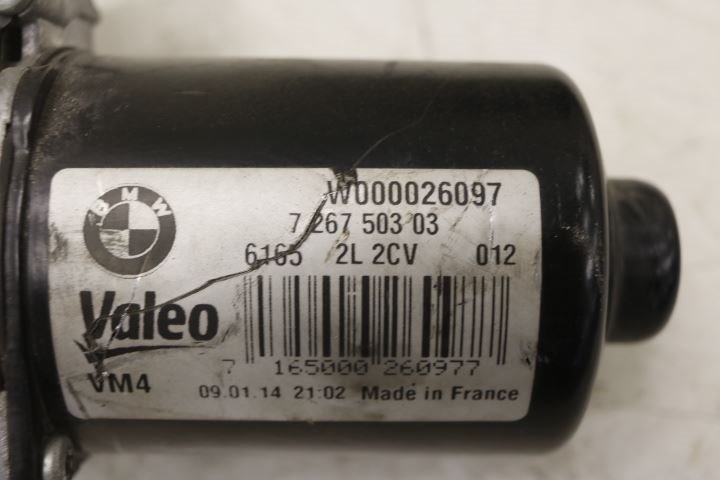 BMW
W000026097
7 267 503 03
6165 2L 2CV 012
Valeo
7 165000 260977
VM4
09.01.14 21:02 Made in France